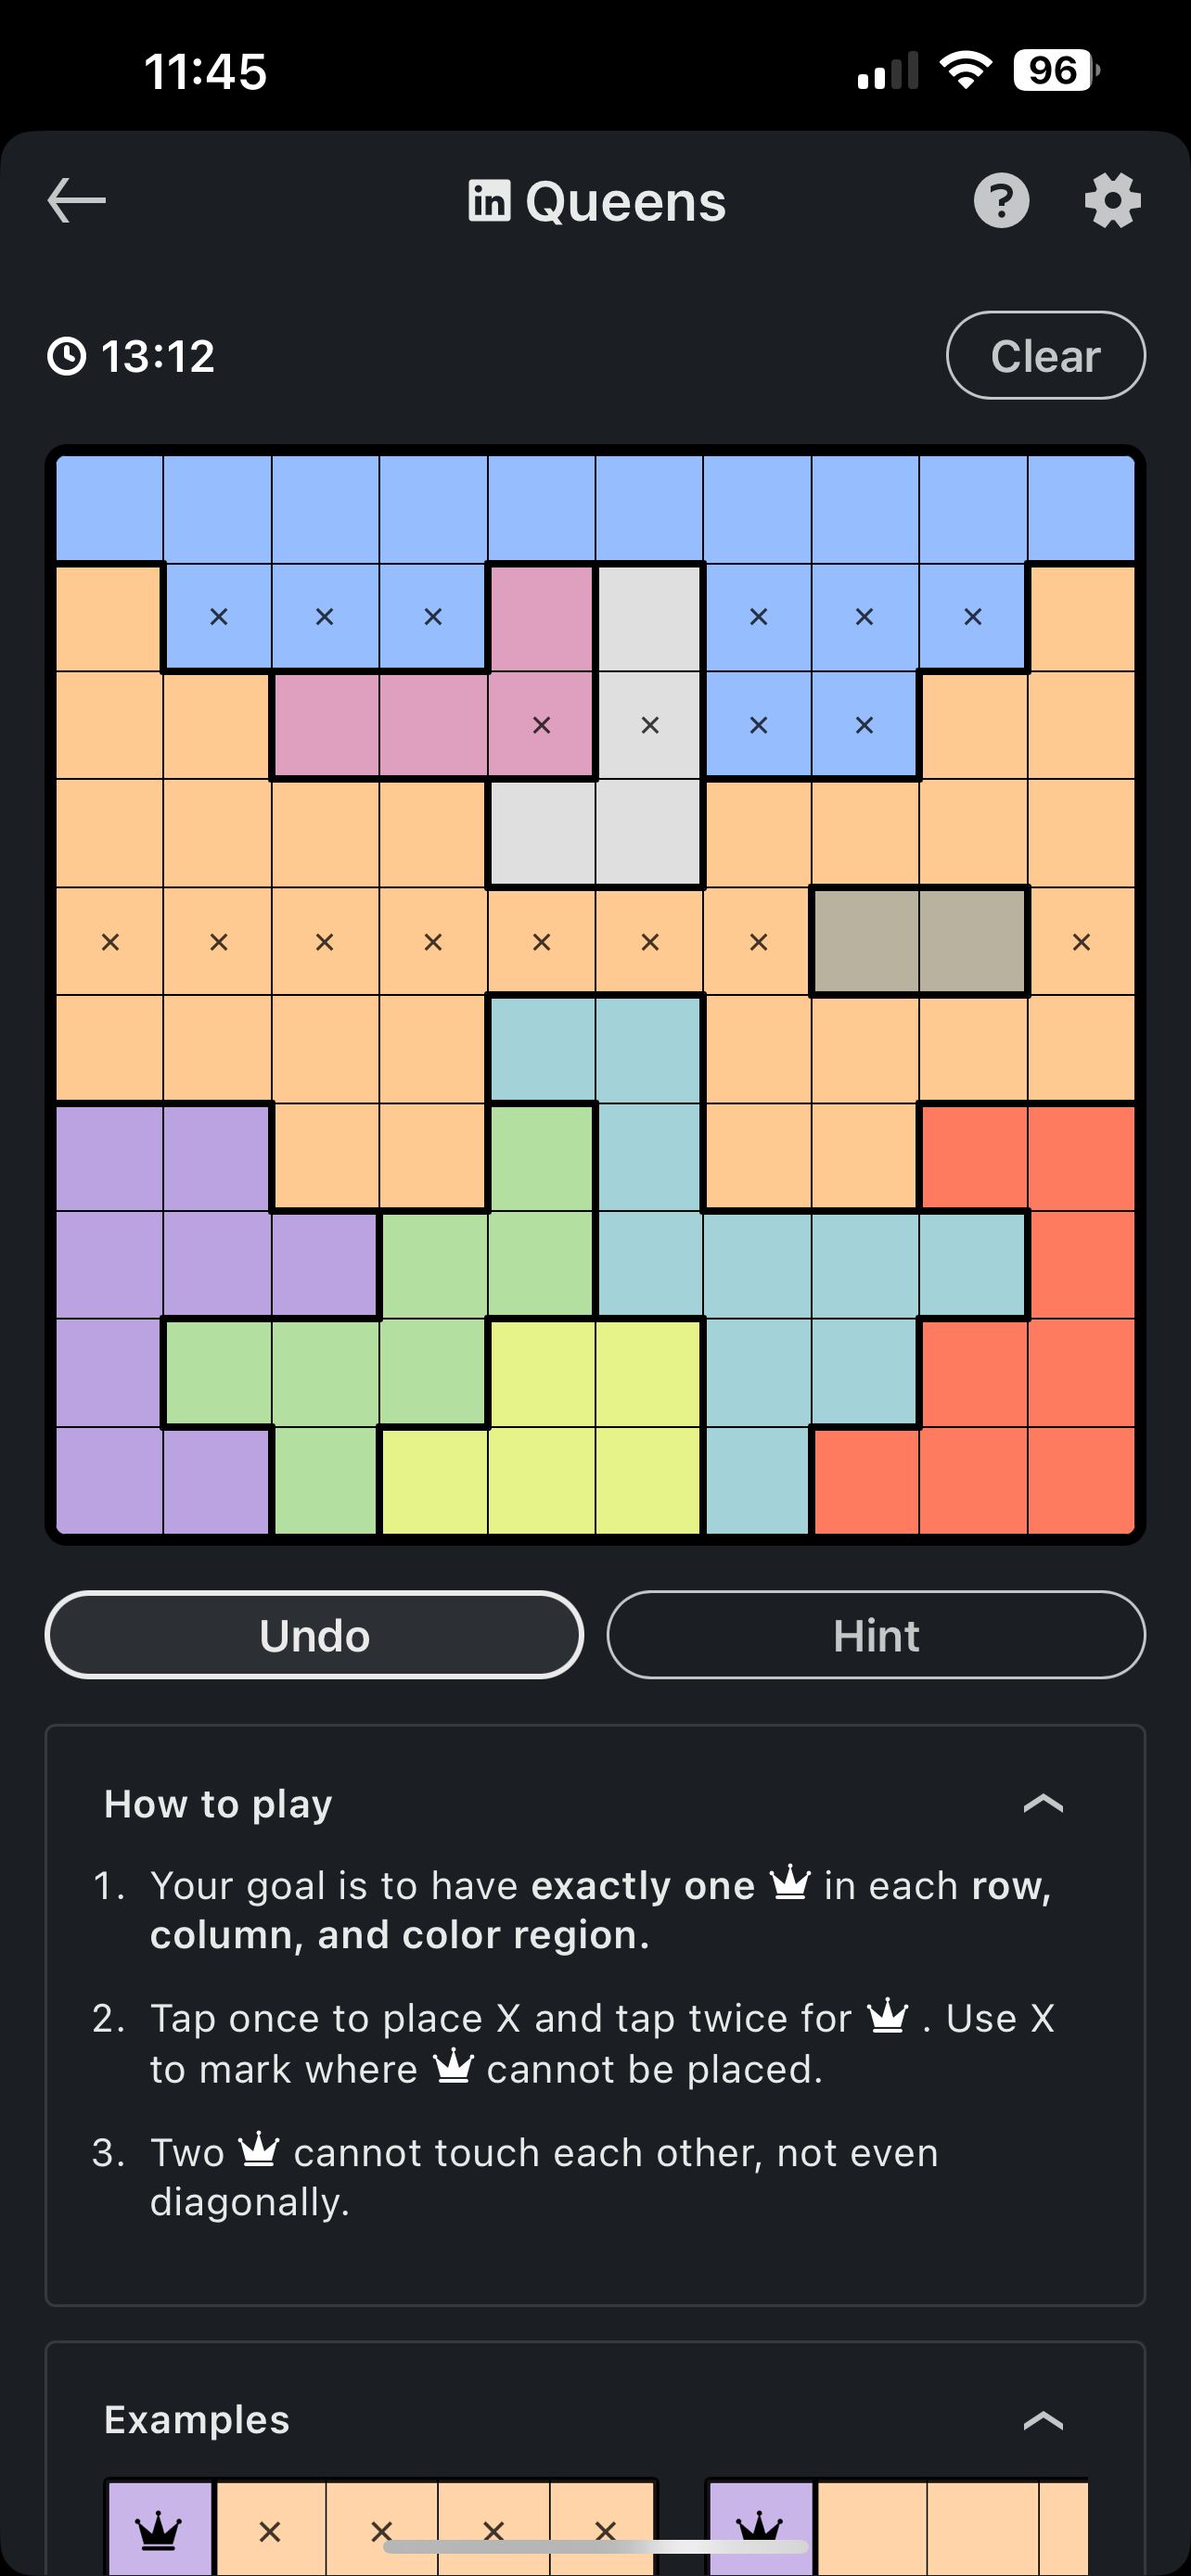 11:45
96
in Queens
?
13:12
Clear
Undo
Hint
How to play
1. Your goal is to have exactly one in each row,
column, and color region.
2. Tap once to place X and tap twice for . Use X
to mark where cannot be placed.
3. Two cannot touch each other, not even
diagonally.
Examples